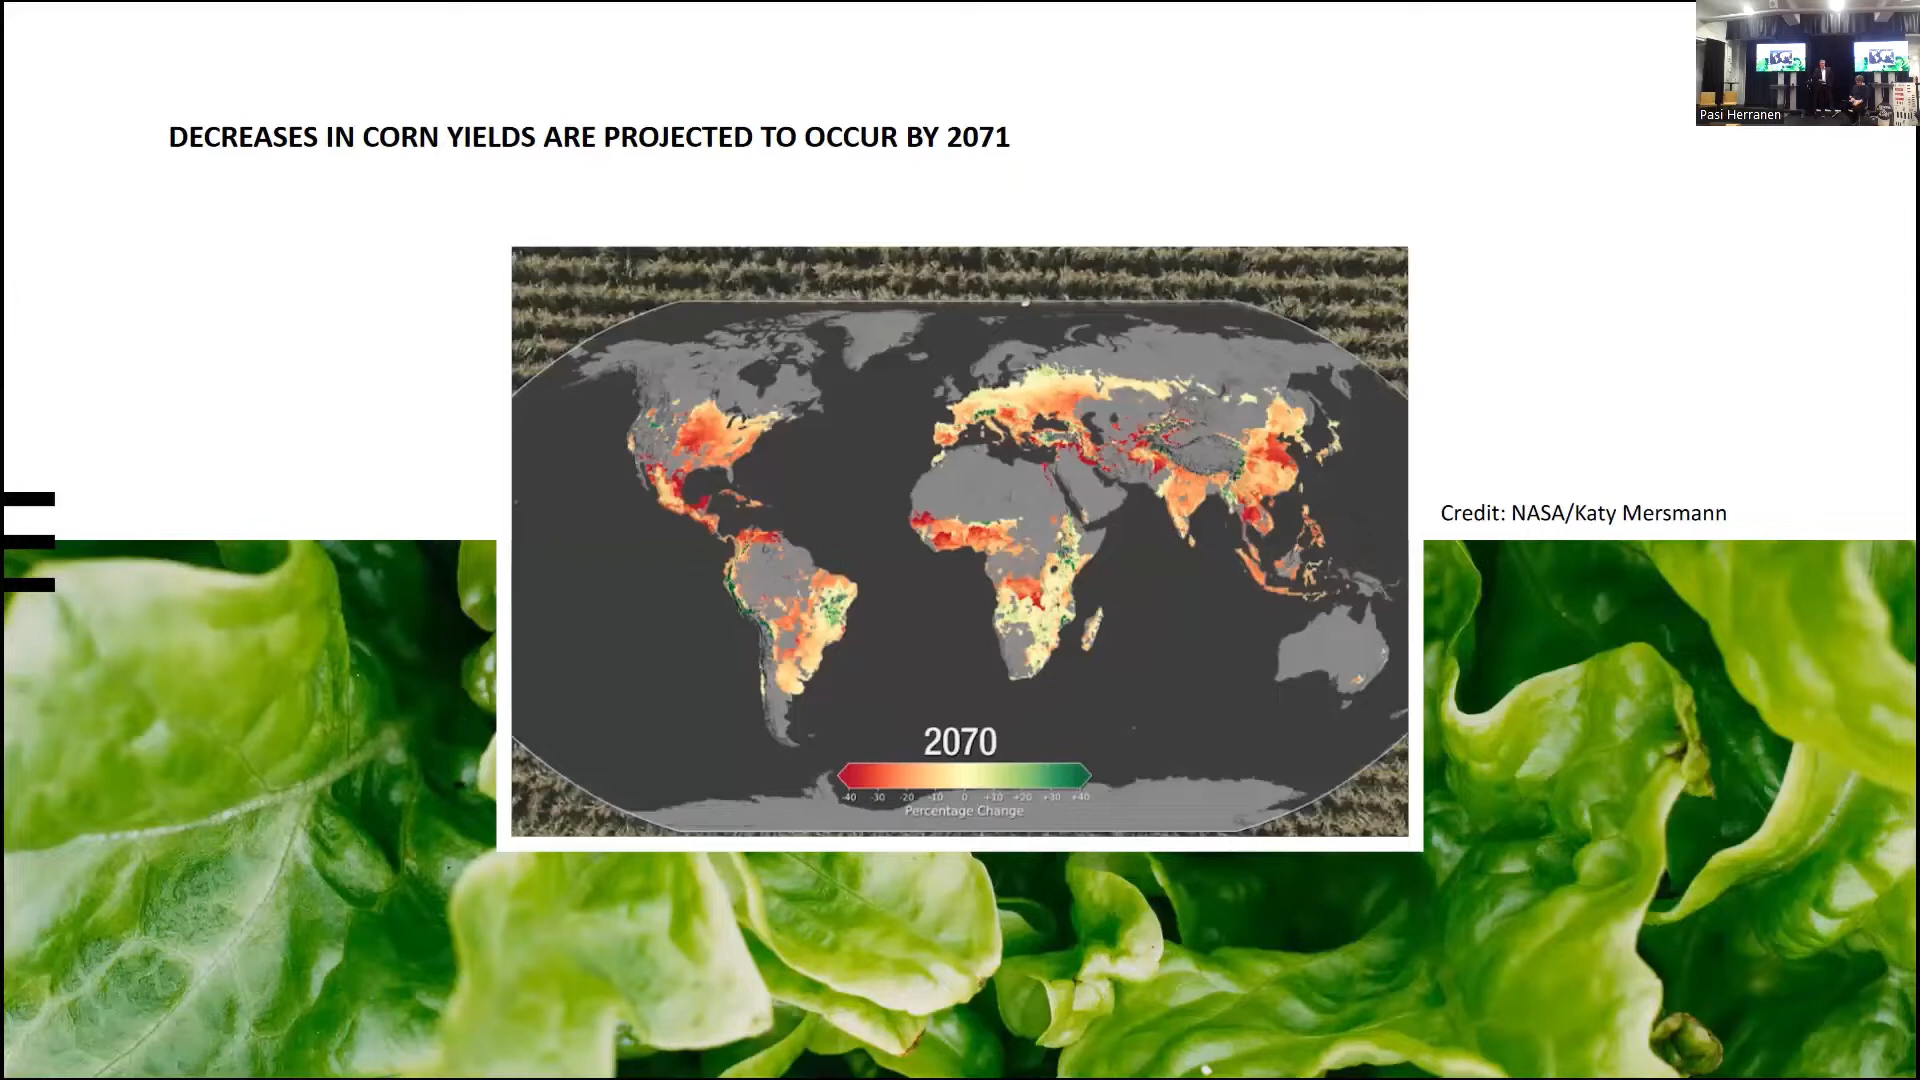 Pasi Herranen
DECREASES IN CORN YIELDS ARE PROJECTED TO OCCUR BY 2071
Credit: NASA/Katy Mersmann
2070
-40 -30 -20 -10 0 +10 +20 +30 +40
Percentage Change